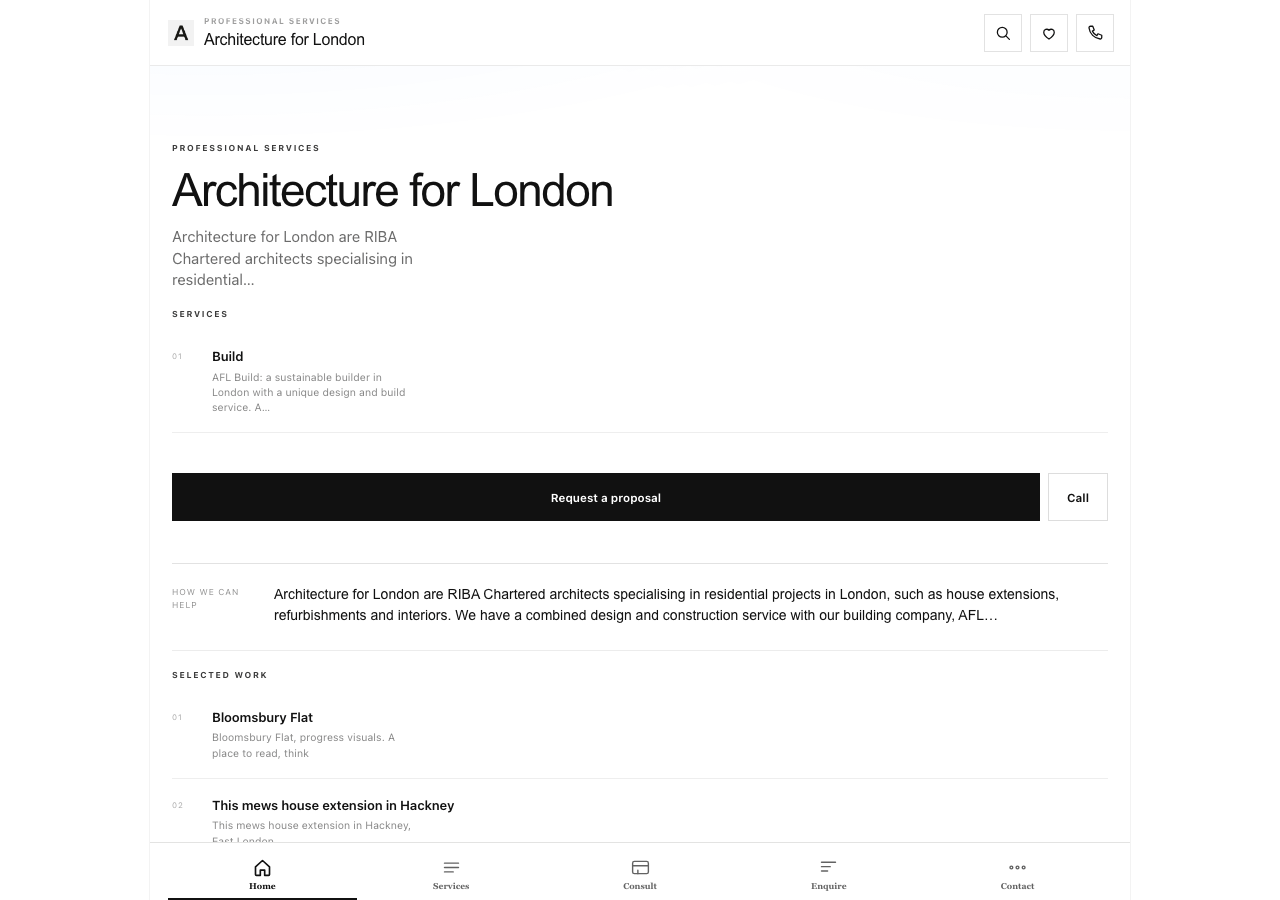 A
PROFESSIONAL SERVICES
Architecture for London
PROFESSIONAL SERVICES
Architecture for London
Architecture for London are RIBA
Chartered architects specialising in
residential…
SERVICES
01
Build
AFL Build: a sustainable builder in
London with a unique design and build
service. A…
Request a proposal
Call
HOW WE CAN
HELP
Architecture for London are RIBA Chartered architects specialising in residential projects in London, such as house extensions,
refurbishments and interiors. We have a combined design and construction service with our building company, AFL…
SELECTED WORK
01
Bloomsbury Flat
Bloomsbury Flat, progress visuals. A
place to read, think
02
This mews house extension in Hackney
This mews house extension in Hackney,
East London
Home
Services
Consult
Enquire
Contact